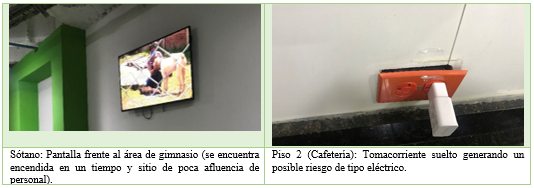 Sótano: Pantalla frente al área de gimnasio (se encuentra
encendida en un tiempo y sitio de poca afluencia de
personal).
Piso 2 (Cafetería): Tomacorriente suelto generando un
posible riesgo de tipo eléctrico.